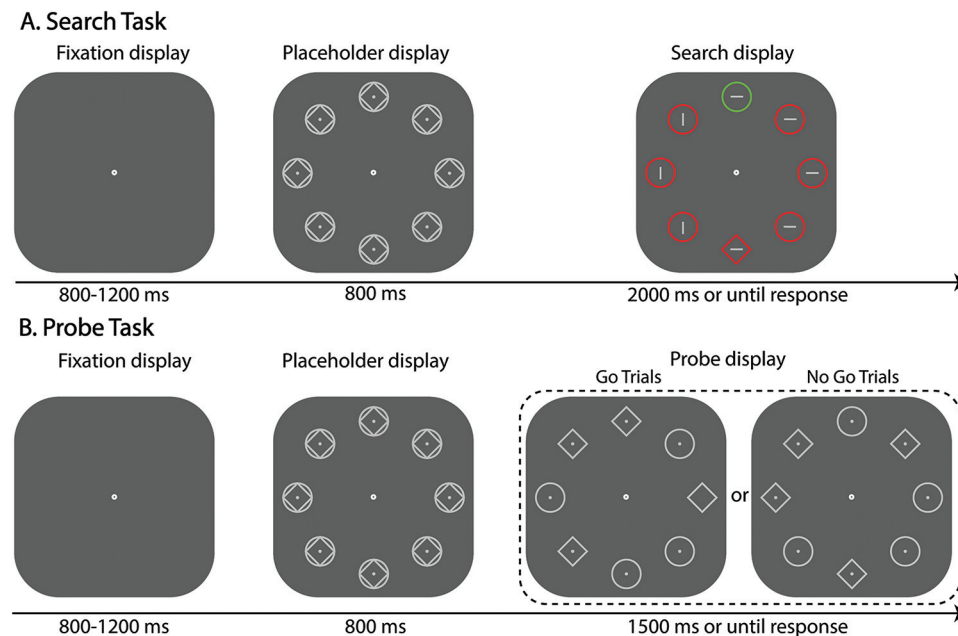 A. Search Task
Fixation display
Placeholder display
Search display
800-1200 ms
800 ms
2000 ms or until response
B. Probe Task
Fixation display
Placeholder display
Probe display
Go Trials
No Go Trials
or
800-1200 ms
800 ms
1500 ms or until response